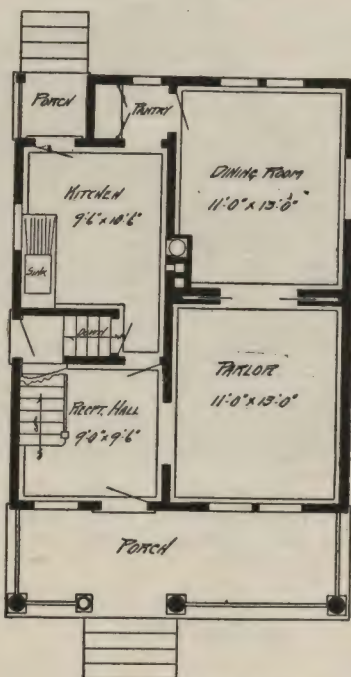 PORCH
PANTRY
DINING ROOM
11'-0" x 13'-0"
KITCHEN
9'-6" x 10'-6"
Sink
DOWN
PARLOR
11'-0" x 13'-0"
RECPT. HALL
9'-0" x 9'-6"
PORCH